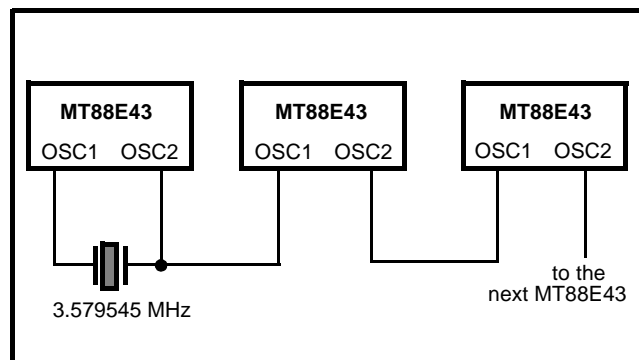 MT88E43
OSC1 OSC2
MT88E43
OSC1 OSC2
MT88E43
OSC1 OSC2
3.579545 MHz
to the
next MT88E43